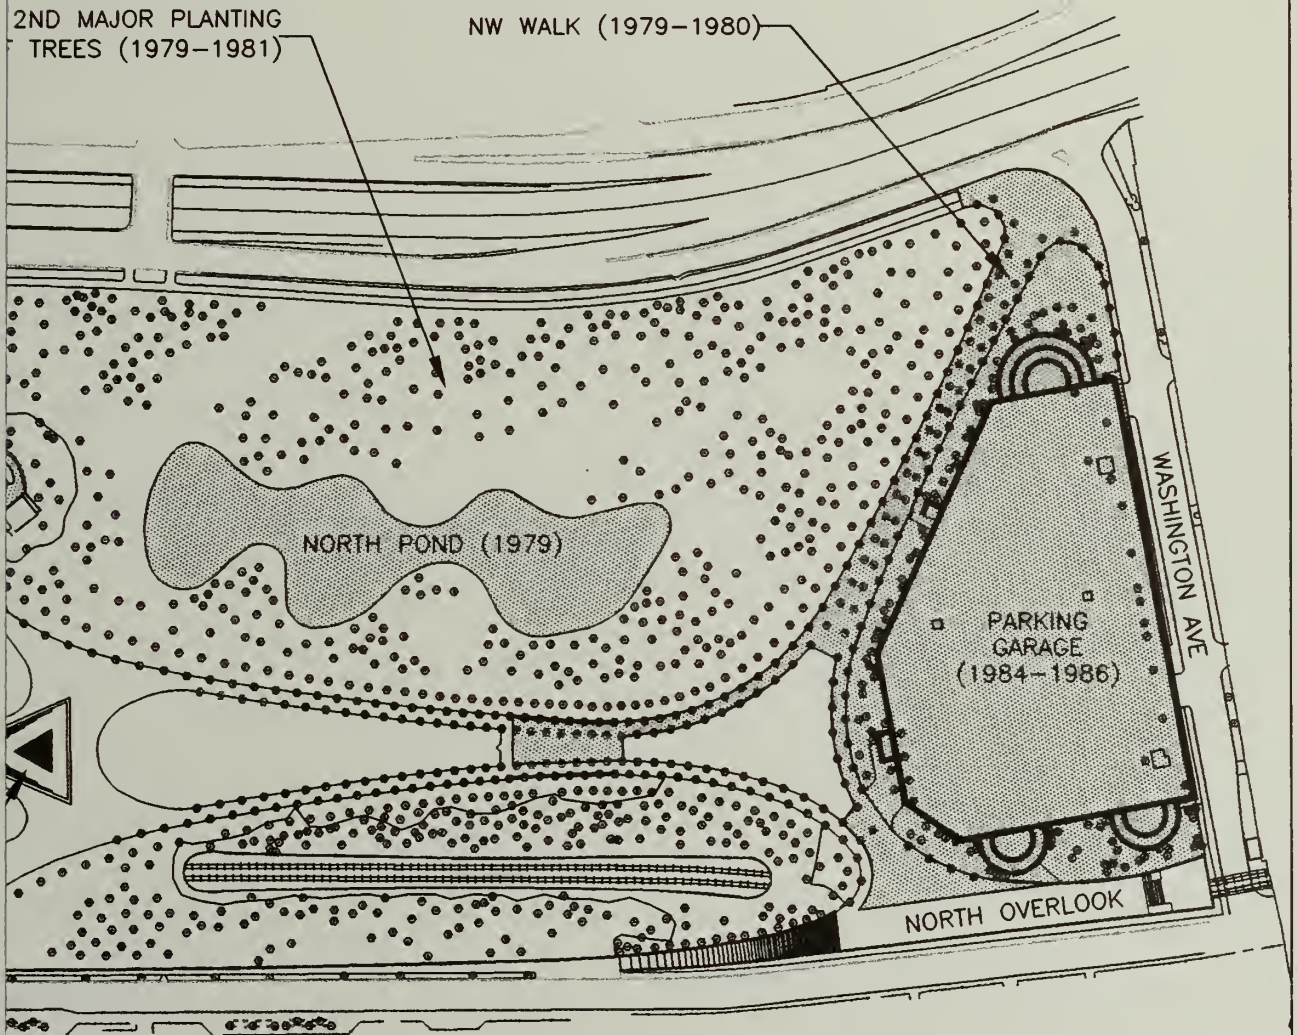 2ND MAJOR PLANTING
TREES (1979–1981)
NW WALK (1979–1980)
NORTH POND (1979)
WASHINGTON AVE
PARKING
GARAGE
(1984–1986)
NORTH OVERLOOK